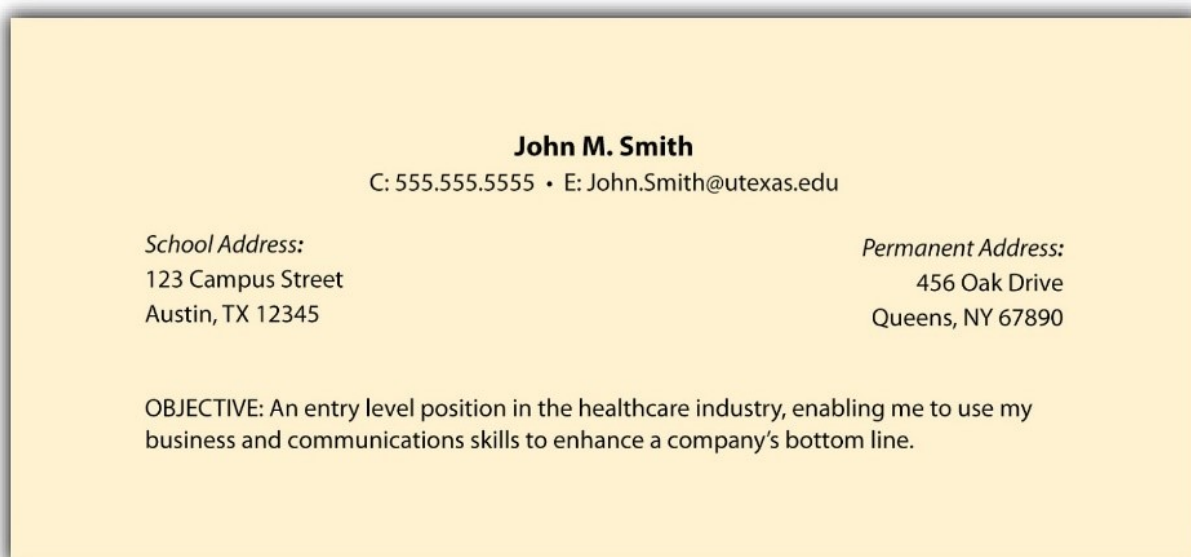 John M. Smith
C: 555.555.5555 • E: John.Smith@utexas.edu
School Address:
123 Campus Street
Austin, TX 12345
Permanent Address:
456 Oak Drive
Queens, NY 67890
OBJECTIVE: An entry level position in the healthcare industry, enabling me to use my
business and communications skills to enhance a company’s bottom line.